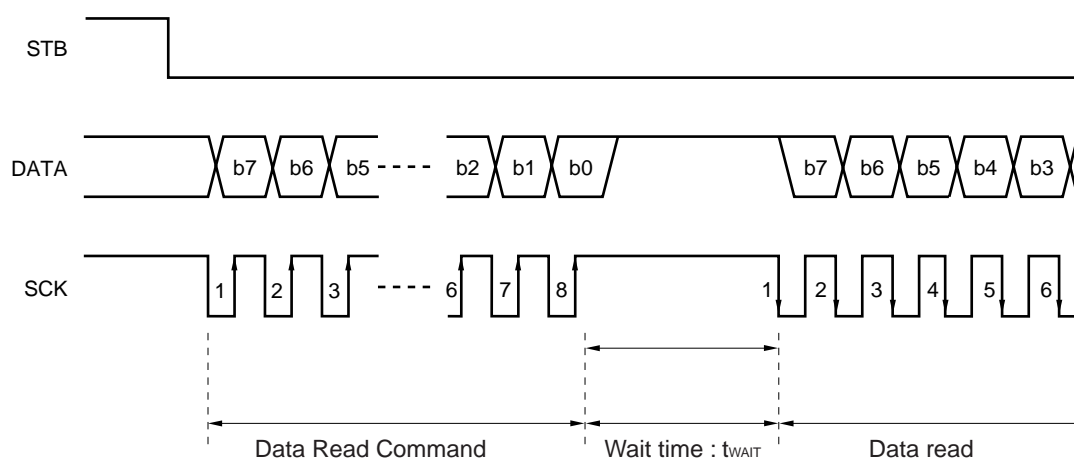 STB
DATA
b7 b6 b5 b2 b1 b0 b7 b6 b5 b4 b3
SCK
1 2 3 6 7 8 1 2 3 4 5 6
Data Read Command
Wait time : tWAIT
Data read